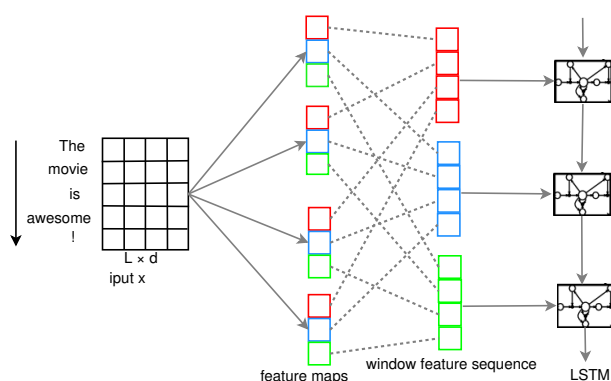 The
movie
is
awesome
!
L × d
iput x
feature maps
window feature sequence
LSTM